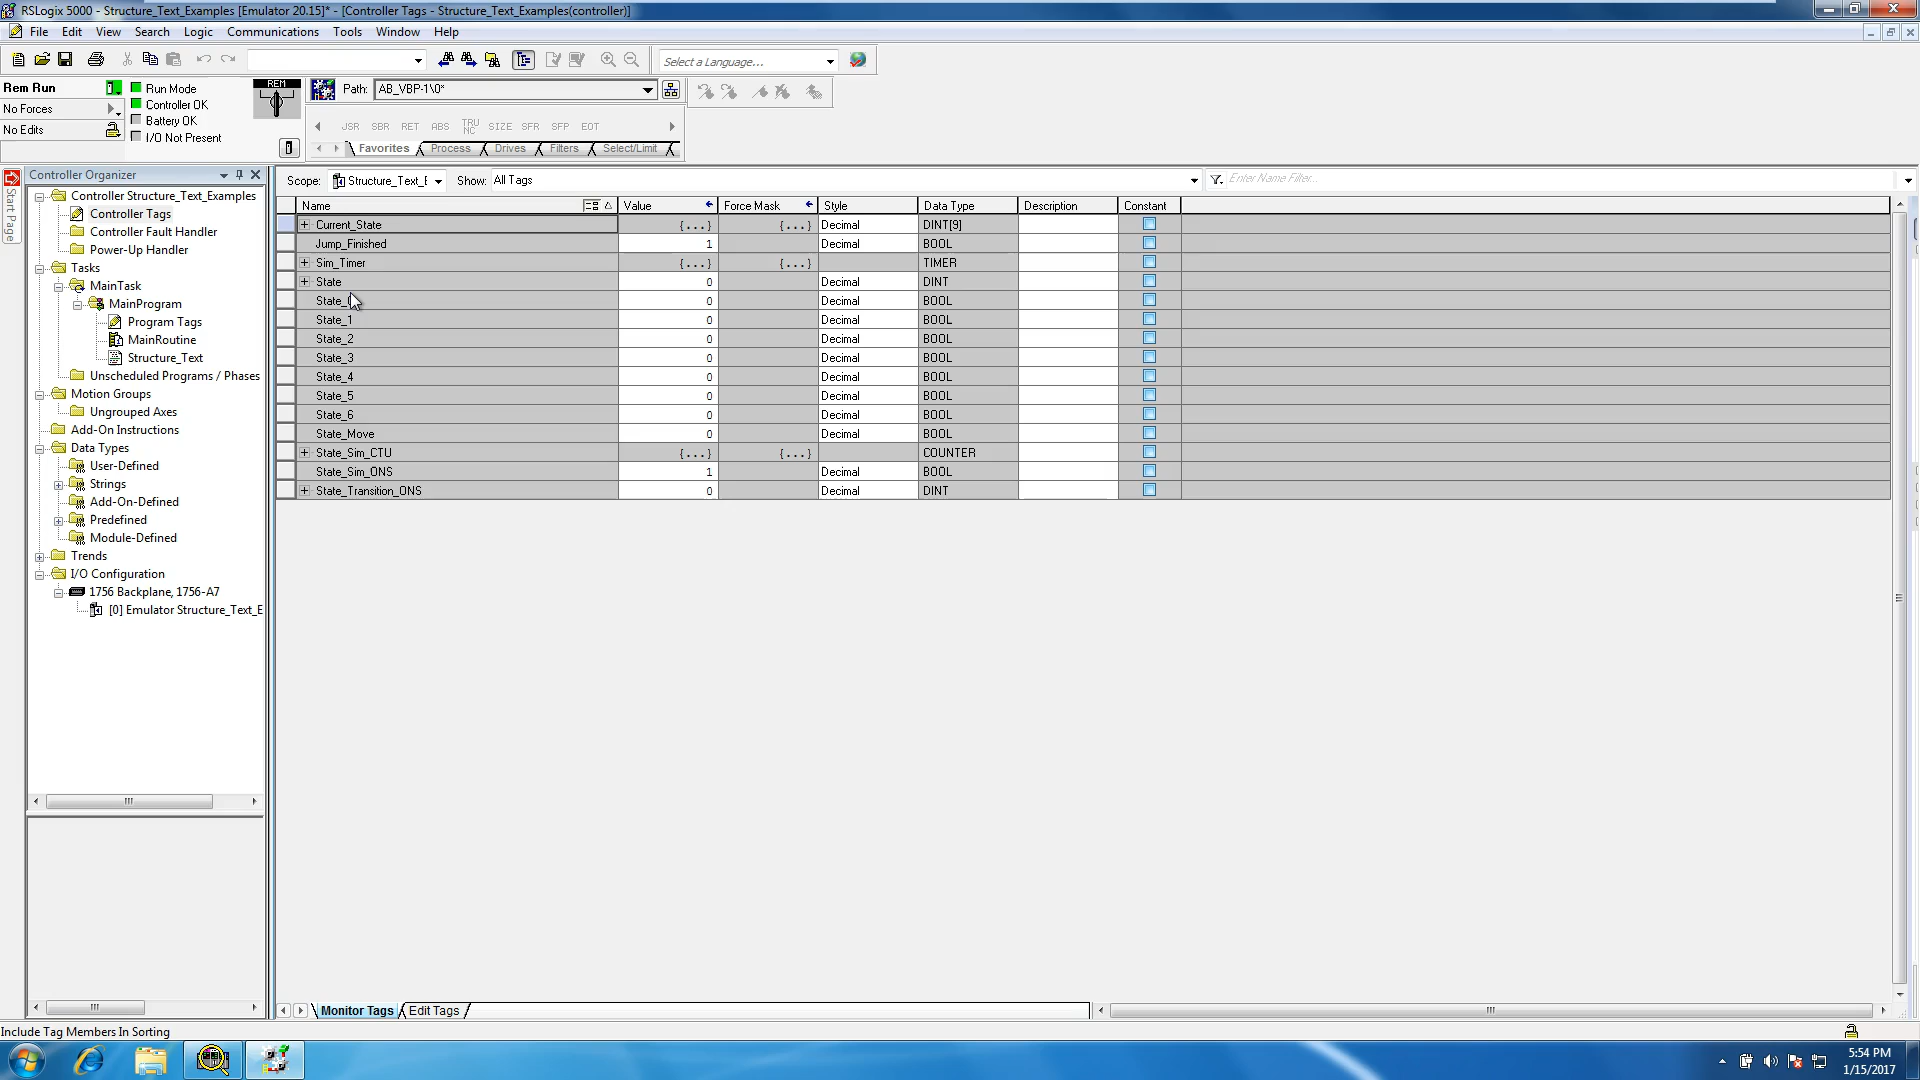 RSLogix 5000 - Structure_Text_Examples [Emulator 20.15]* - [Controller Tags - Structure_Text_Examples(controller)]
File Edit View Search Logic Communications Tools Window Help
Select a Language...
Rem Run
No Forces
No Edits
Run Mode
Controller OK
Battery OK
I/O Not Present
REM
Path: AB_VBP-1\0*
JSR SBR RET ABS TRUNC SIZE SFR SFP EOT
Favorites Process Drives Filters Select/Limit
Start Page
Controller Organizer
Controller Structure_Text_Examples
Controller Tags
Controller Fault Handler
Power-Up Handler
Tasks
MainTask
MainProgram
Program Tags
MainRoutine
Structure_Text
Unscheduled Programs / Phases
Motion Groups
Ungrouped Axes
Add-On Instructions
Data Types
User-Defined
Strings
Add-On-Defined
Predefined
Module-Defined
Trends
I/O Configuration
1756 Backplane, 1756-A7
[0] Emulator Structure_Text_E
Scope: Structure_Text_E Show: All Tags Enter Name Filter...
Name Value Force Mask Style Data Type Description Constant
Current_State {...} {...} Decimal DINT[9]
Jump_Finished 1 Decimal BOOL
Sim_Timer {...} {...} TIMER
State 0 Decimal DINT
State_ 0 Decimal BOOL
State_1 0 Decimal BOOL
State_2 0 Decimal BOOL
State_3 0 Decimal BOOL
State_4 0 Decimal BOOL
State_5 0 Decimal BOOL
State_6 0 Decimal BOOL
State_Move 0 Decimal BOOL
State_Sim_CTU {...} {...} COUNTER
State_Sim_ONS 1 Decimal BOOL
State_Transition_ONS 0 Decimal DINT
Monitor Tags Edit Tags
Include Tag Members In Sorting
5:54 PM
1/15/2017